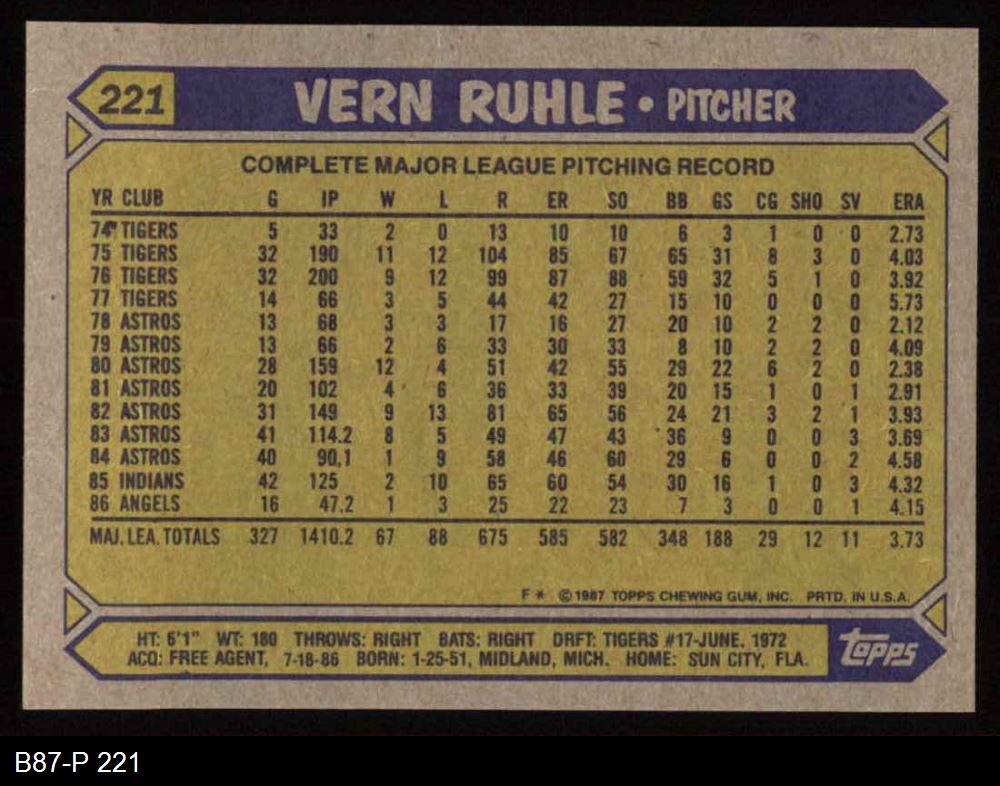 221 VERN RUHLE • PITCHER
COMPLETE MAJOR LEAGUE PITCHING RECORD
YR CLUB G IP W L R ER SO BB GS CG SHO SV ERA
74 TIGERS 5 33 2 0 13 10 10 6 3 1 0 0 2.73
75 TIGERS 32 190 11 12 104 85 67 65 31 8 3 0 4.03
76 TIGERS 32 200 9 12 99 87 88 59 32 5 1 0 3.92
77 TIGERS 14 66 3 5 44 42 27 15 10 0 0 0 5.73
78 ASTROS 13 68 3 3 17 16 27 20 10 2 2 0 2.12
79 ASTROS 13 66 2 6 33 30 33 8 10 2 2 0 4.09
80 ASTROS 28 159 12 4 51 42 55 29 22 6 2 0 2.38
81 ASTROS 20 102 4 6 36 33 39 20 15 1 0 1 2.91
82 ASTROS 31 149 9 13 81 65 56 24 21 3 2 1 3.93
83 ASTROS 41 114.2 8 5 49 47 43 36 9 0 0 3 3.69
84 ASTROS 40 90.1 1 9 58 46 60 29 6 0 0 2 4.58
85 INDIANS 42 125 2 10 65 60 54 30 16 1 0 3 4.32
86 ANGELS 16 47.2 1 3 25 22 23 7 3 0 0 1 4.15
MAJ. LEA. TOTALS 327 1410.2 67 88 675 585 582 348 188 29 12 11 3.73
F * © 1987 TOPPS CHEWING GUM, INC. PRTD. IN U.S.A.
HT: 6'1" WT: 180 THROWS: RIGHT BATS: RIGHT DRFT: TIGERS #17-JUNE, 1972
ACQ: FREE AGENT, 7-18-86 BORN: 1-25-51, MIDLAND, MICH. HOME: SUN CITY, FLA.
topps
B87-P 221